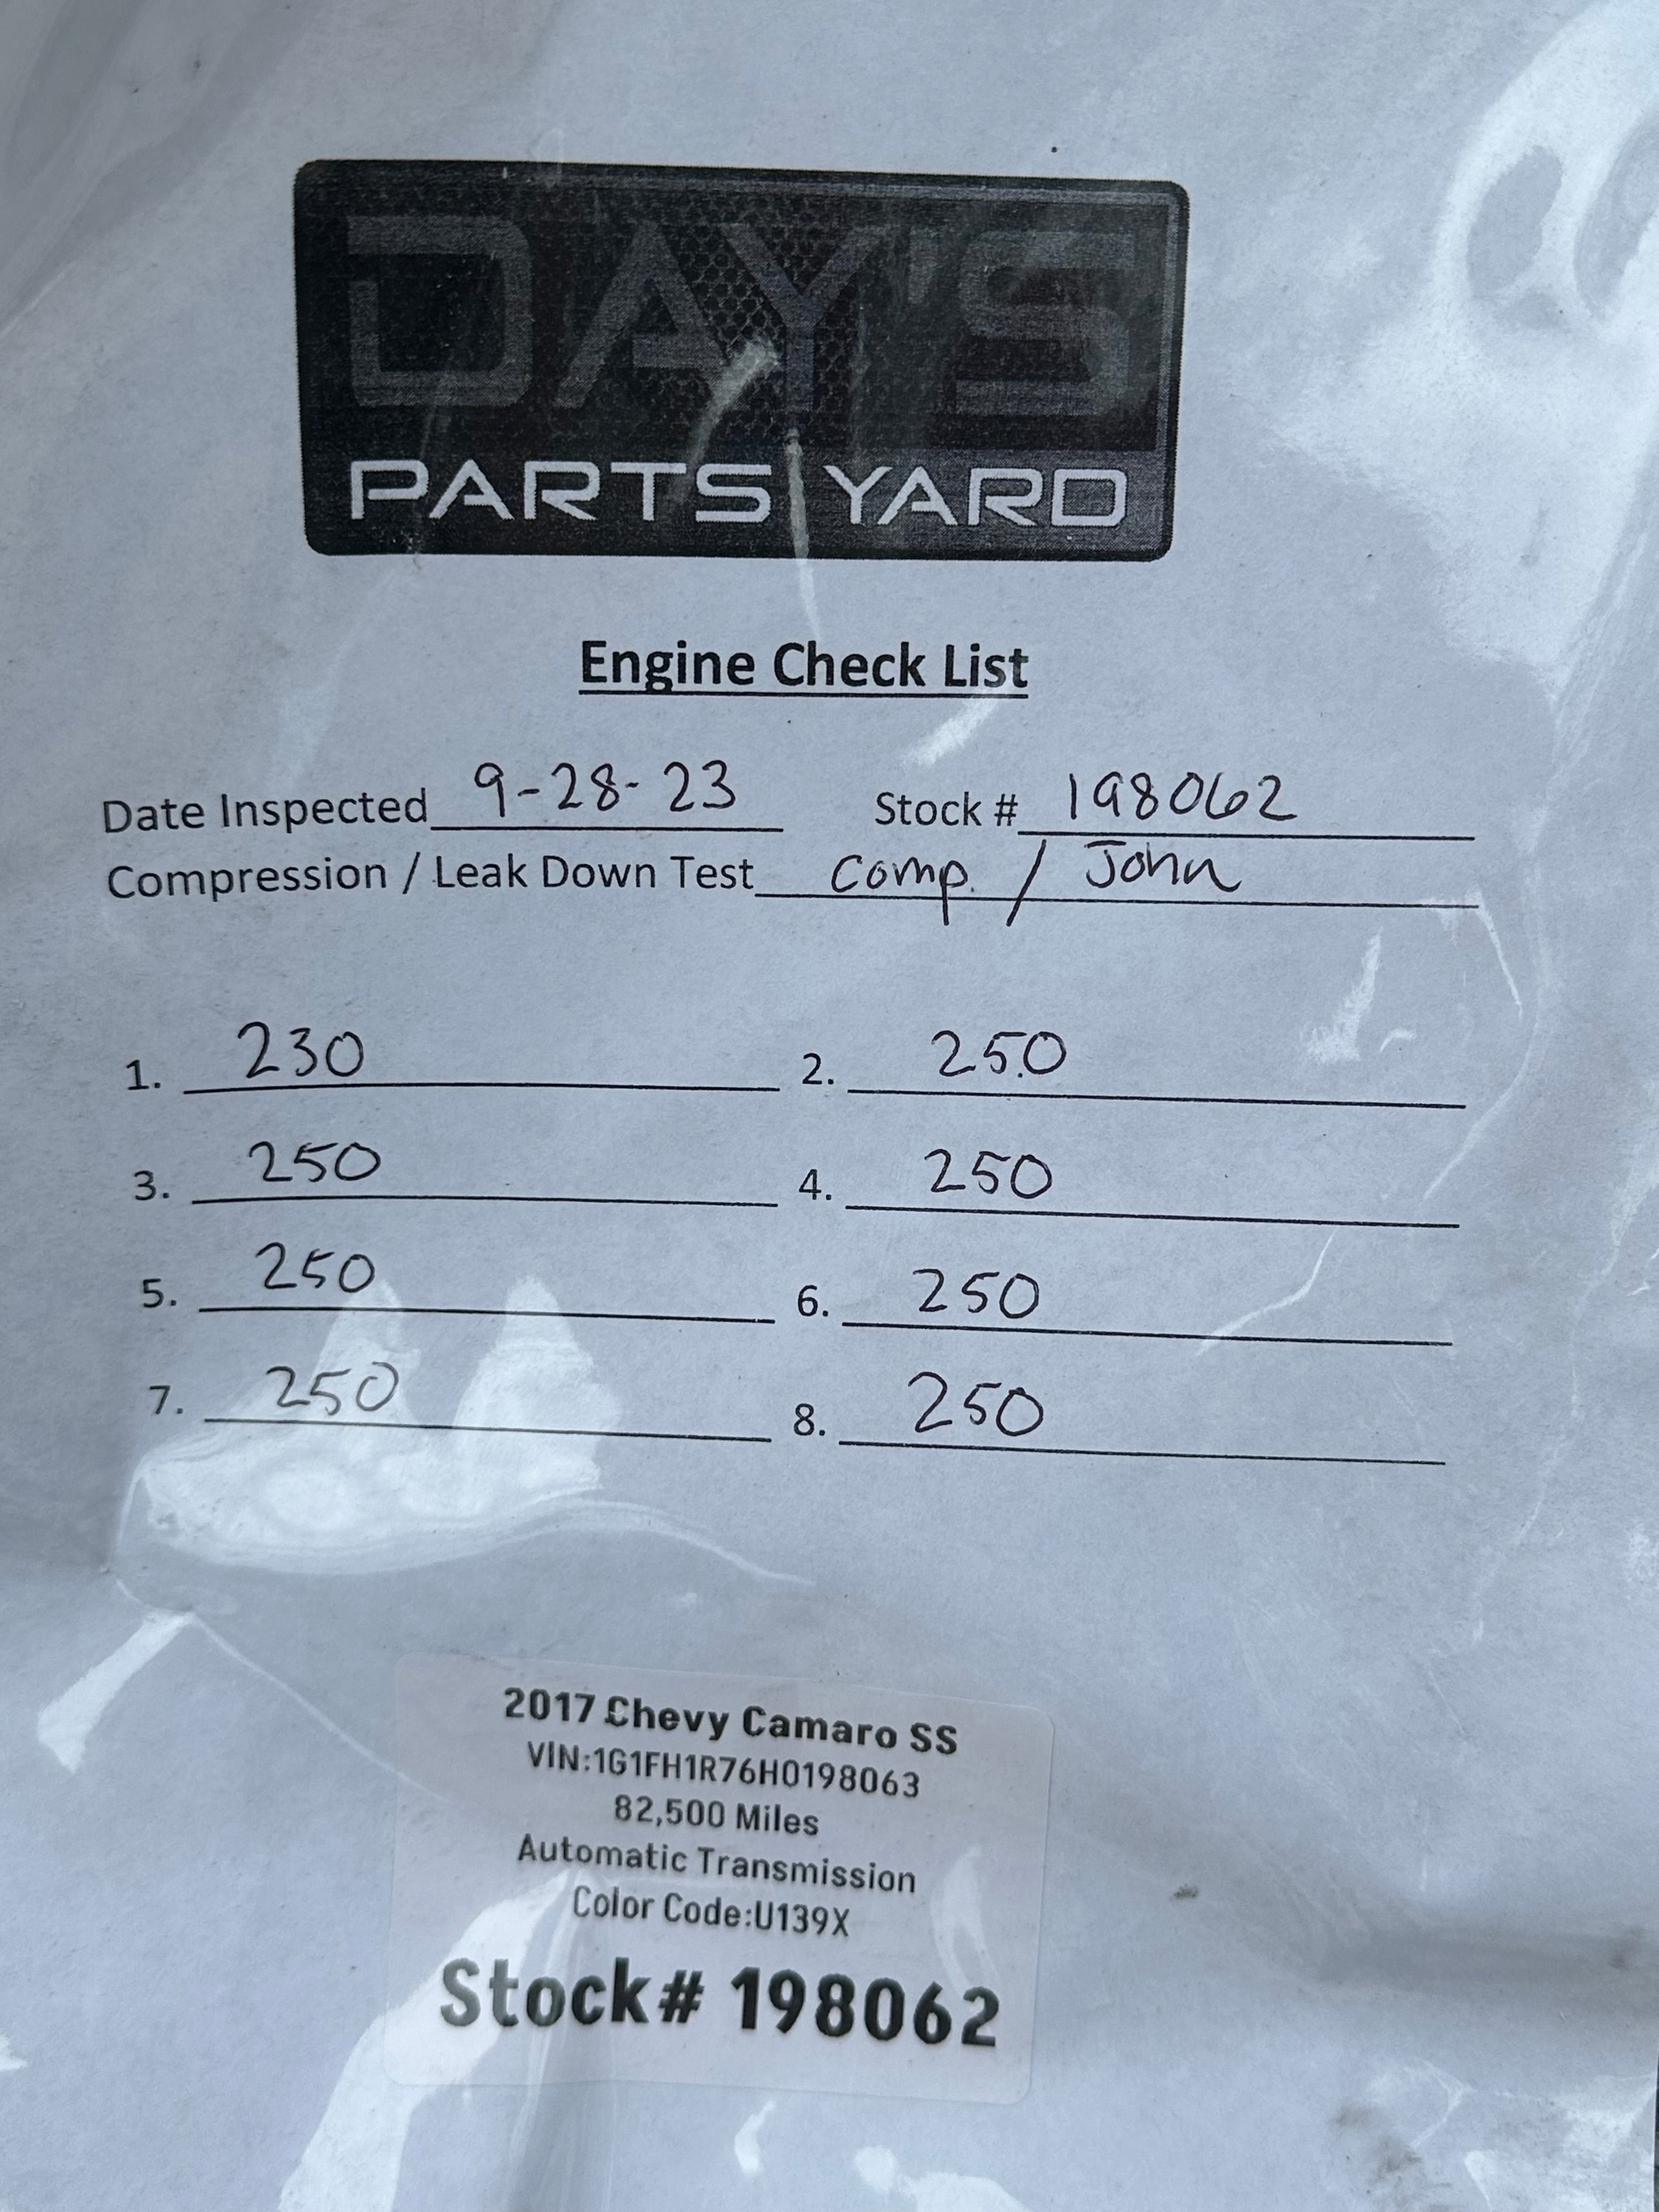 DAY'S
PARTS YARD
Engine Check List
Date Inspected 9-28-23 Stock # 198062
Compression / Leak Down Test comp. / John
1. 230 2. 250
3. 250 4. 250
5. 250 6. 250
7. 250 8. 250
2017 Chevy Camaro SS
VIN:1G1FH1R76H0198063
82,500 Miles
Automatic Transmission
Color Code:U139X
Stock# 198062